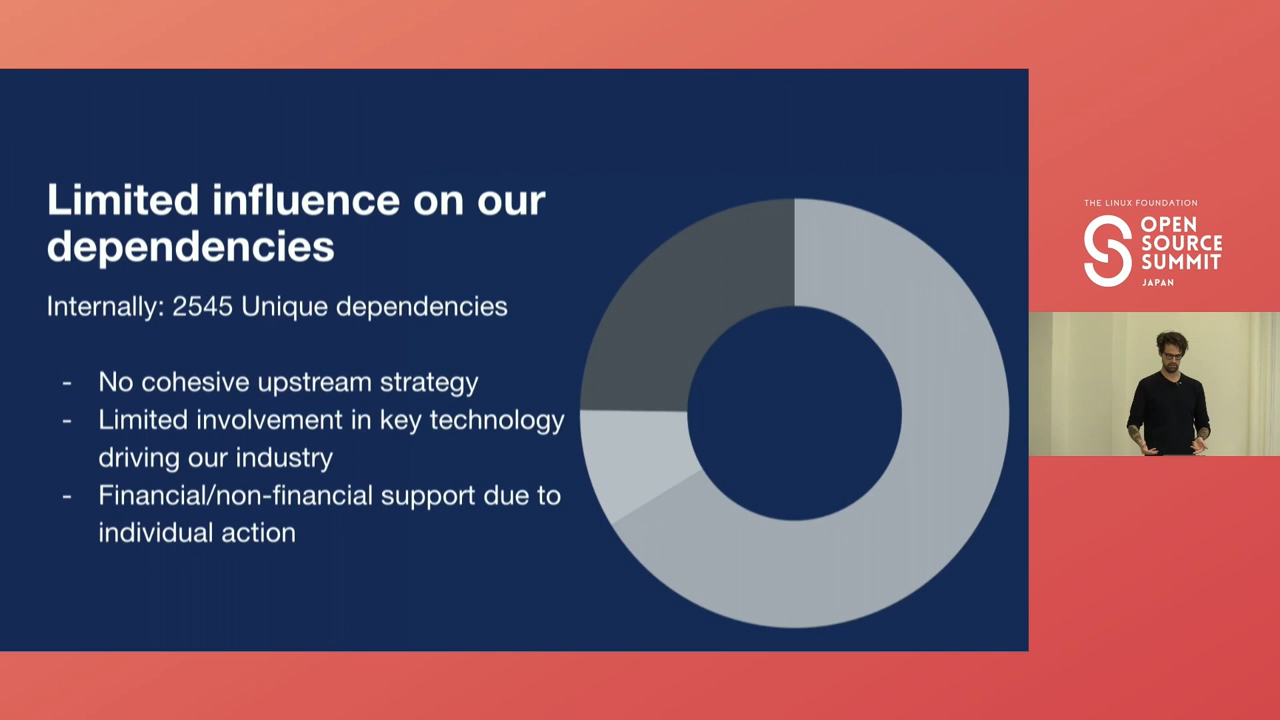 Limited influence on our
dependencies
Internally: 2545 Unique dependencies
- No cohesive upstream strategy
- Limited involvement in key technology
driving our industry
- Financial/non-financial support due to
individual action
THE LINUX FOUNDATION
OPEN
SOURCE
SUMMIT
JAPAN